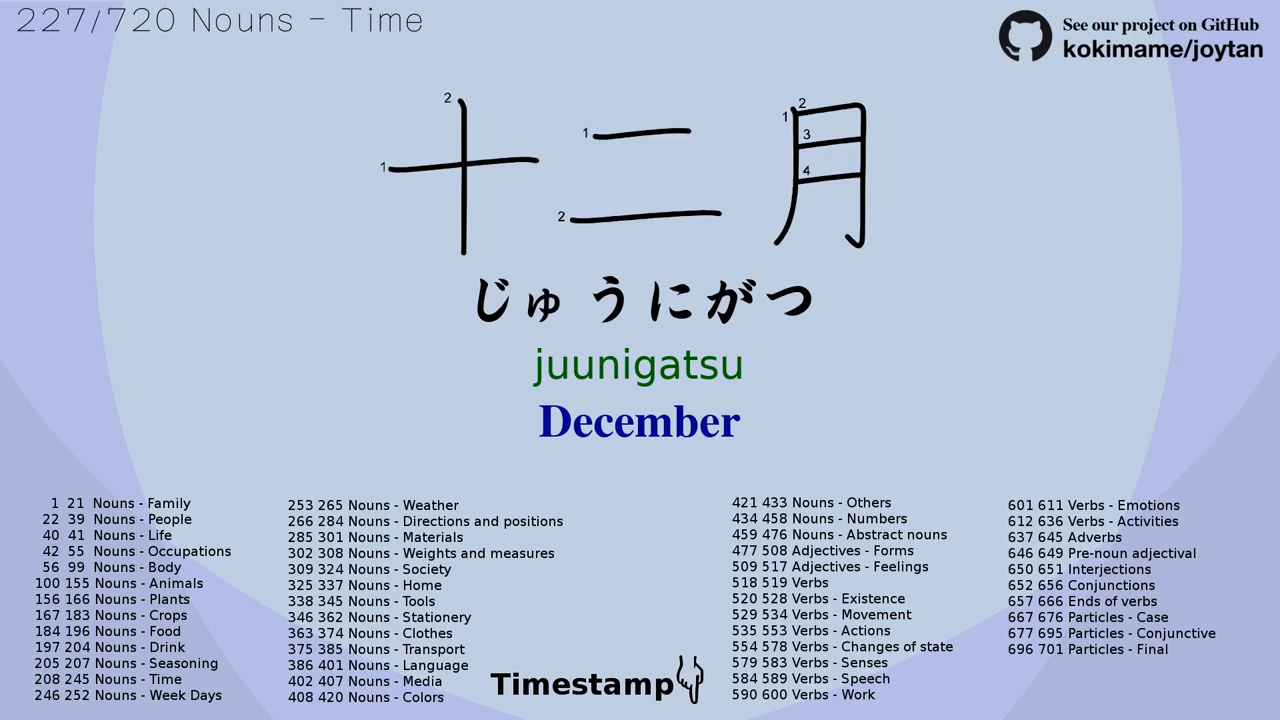 227/720 Nouns - Time
See our project on GitHub
kokimame/joytan
十二月
1 2 1 2 1 2 3 4
じゅうにがつ
juunigatsu
December
1 21 Nouns - Family
22 39 Nouns - People
40 41 Nouns - Life
42 55 Nouns - Occupations
56 99 Nouns - Body
100 155 Nouns - Animals
156 166 Nouns - Plants
167 183 Nouns - Crops
184 196 Nouns - Food
197 204 Nouns - Drink
205 207 Nouns - Seasoning
208 245 Nouns - Time
246 252 Nouns - Week Days
253 265 Nouns - Weather
266 284 Nouns - Directions and positions
285 301 Nouns - Materials
302 308 Nouns - Weights and measures
309 324 Nouns - Society
325 337 Nouns - Home
338 345 Nouns - Tools
346 362 Nouns - Stationery
363 374 Nouns - Clothes
375 385 Nouns - Transport
386 401 Nouns - Language
402 407 Nouns - Media
408 420 Nouns - Colors
Timestamp
421 433 Nouns - Others
434 458 Nouns - Numbers
459 476 Nouns - Abstract nouns
477 508 Adjectives - Forms
509 517 Adjectives - Feelings
518 519 Verbs
520 528 Verbs - Existence
529 534 Verbs - Movement
535 553 Verbs - Actions
554 578 Verbs - Changes of state
579 583 Verbs - Senses
584 589 Verbs - Speech
590 600 Verbs - Work
601 611 Verbs - Emotions
612 636 Verbs - Activities
637 645 Adverbs
646 649 Pre-noun adjectival
650 651 Interjections
652 656 Conjunctions
657 666 Ends of verbs
667 676 Particles - Case
677 695 Particles - Conjunctive
696 701 Particles - Final